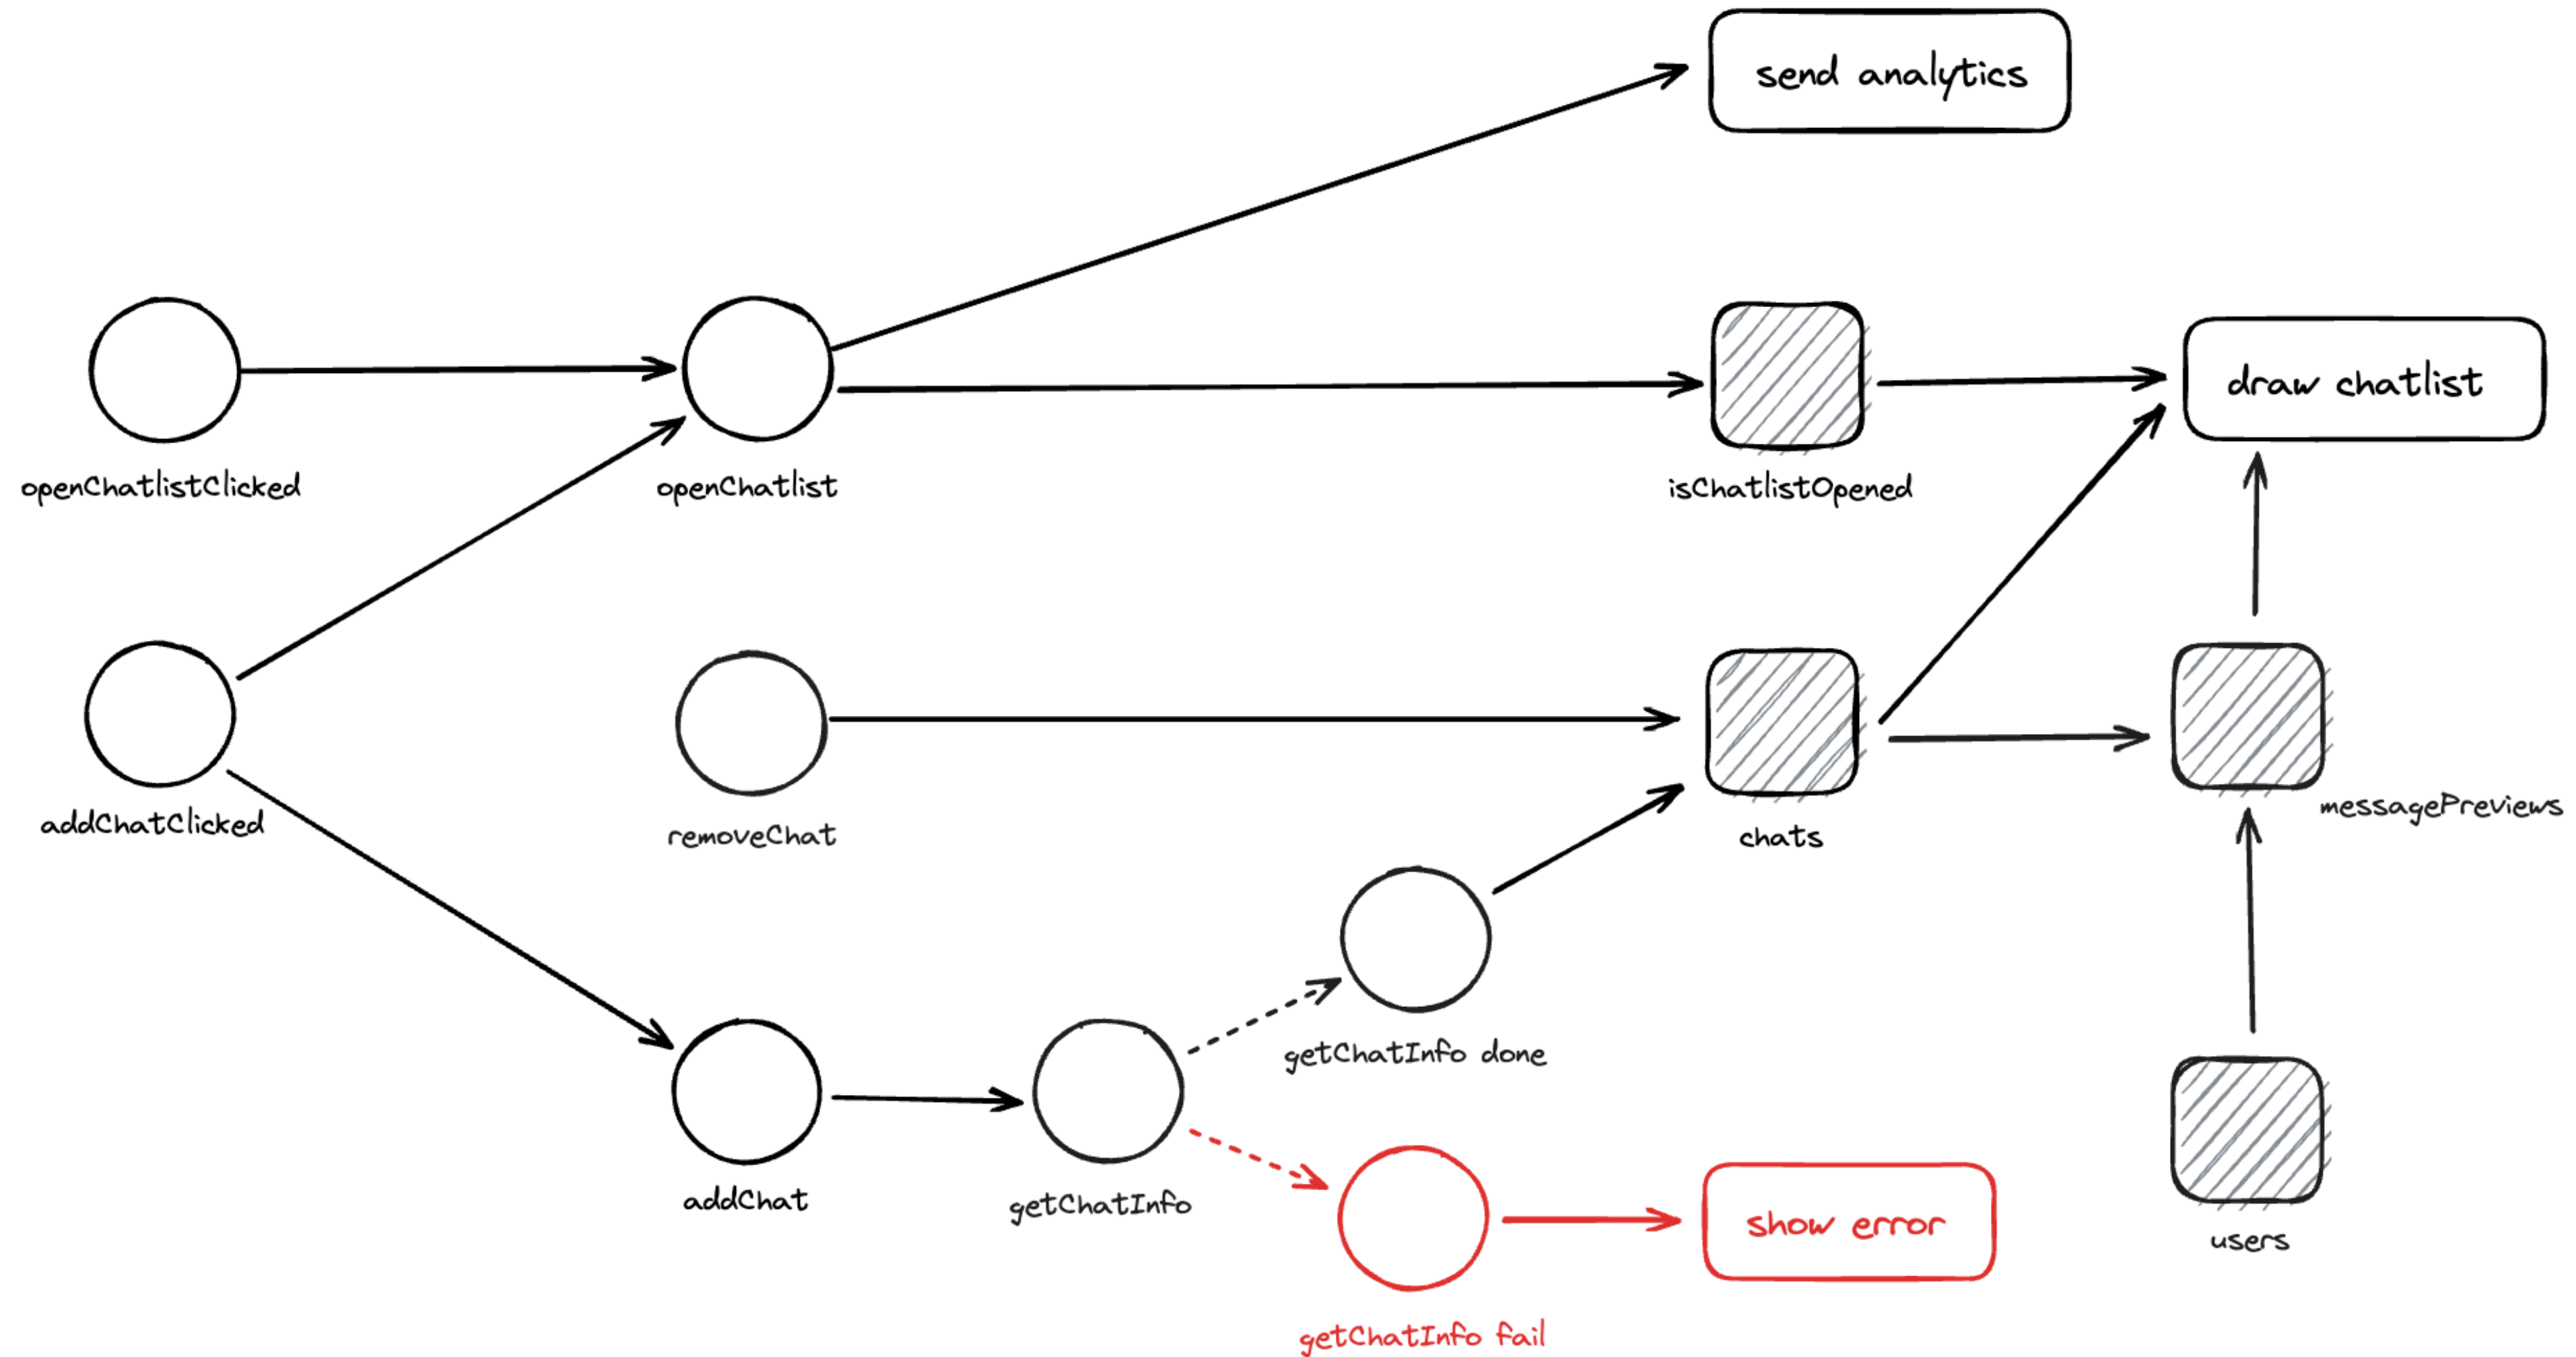 send analytics
draw chatlist
openChatlistClicked
openChatlist
isChatlistOpened
messagePreviews
addChatClicked
removeChat
chats
getChatInfo done
addChat
getChatInfo
show error
users
getChatInfo fail